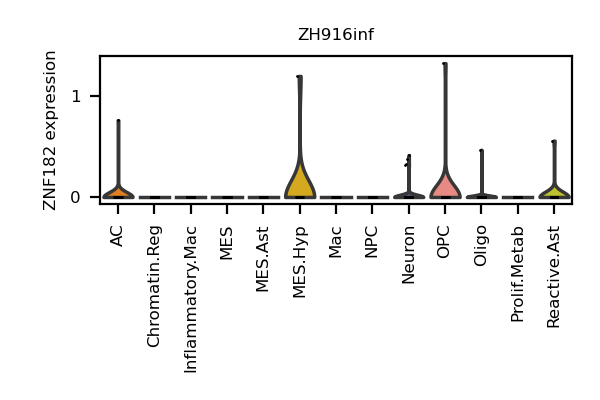 ZH916inf
ZNF182 expression
1
0
AC
Chromatin.Reg
Inflammatory.Mac
MES
MES.Ast
MES.Hyp
Mac
NPC
Neuron
OPC
Oligo
Prolif.Metab
Reactive.Ast